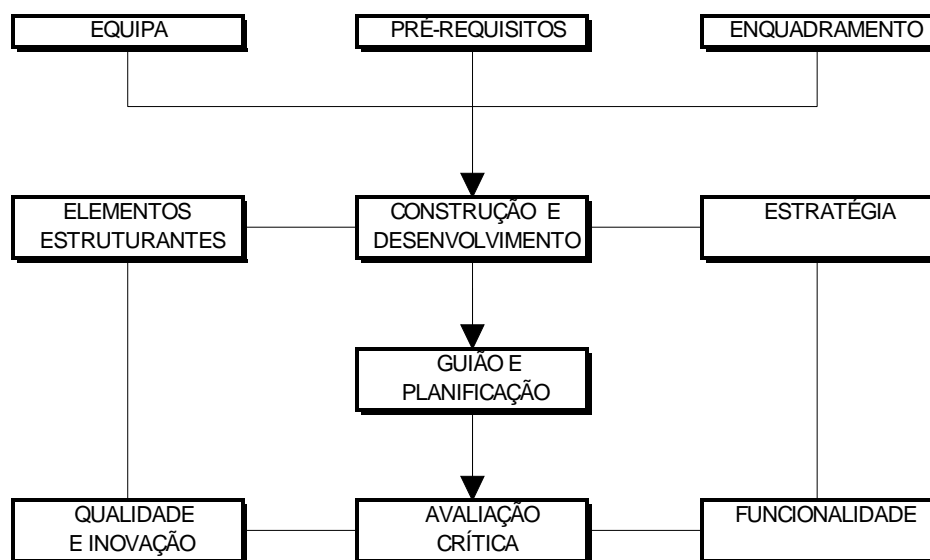 EQUIPA
PRÉ-REQUISITOS
ENQUADRAMENTO
ELEMENTOS
ESTRUTURANTES
CONSTRUÇÃO E
DESENVOLVIMENTO
ESTRATÉGIA
GUIÃO E
PLANIFICAÇÃO
QUALIDADE
E INOVAÇÃO
AVALIAÇÃO
CRÍTICA
FUNCIONALIDADE